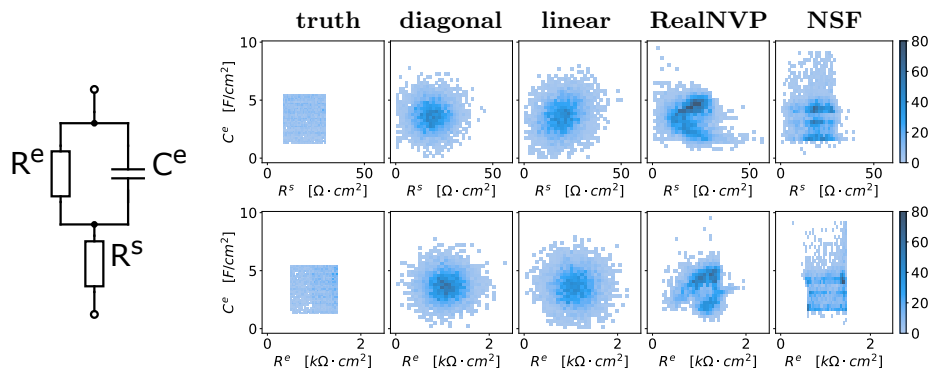 truth diagonal linear RealNVP NSF
R^e C^e
R^s
10
5
0
C^e [F/cm^2]
0 50 0 50 0 50 0 50 0 50
R^s [Ω·cm^2] R^s [Ω·cm^2] R^s [Ω·cm^2] R^s [Ω·cm^2] R^s [Ω·cm^2]
80
60
40
20
0
10
5
0
C^e [F/cm^2]
0 2 0 2 0 2 0 2 0 2
R^e [kΩ·cm^2] R^e [kΩ·cm^2] R^e [kΩ·cm^2] R^e [kΩ·cm^2] R^e [kΩ·cm^2]
80
60
40
20
0